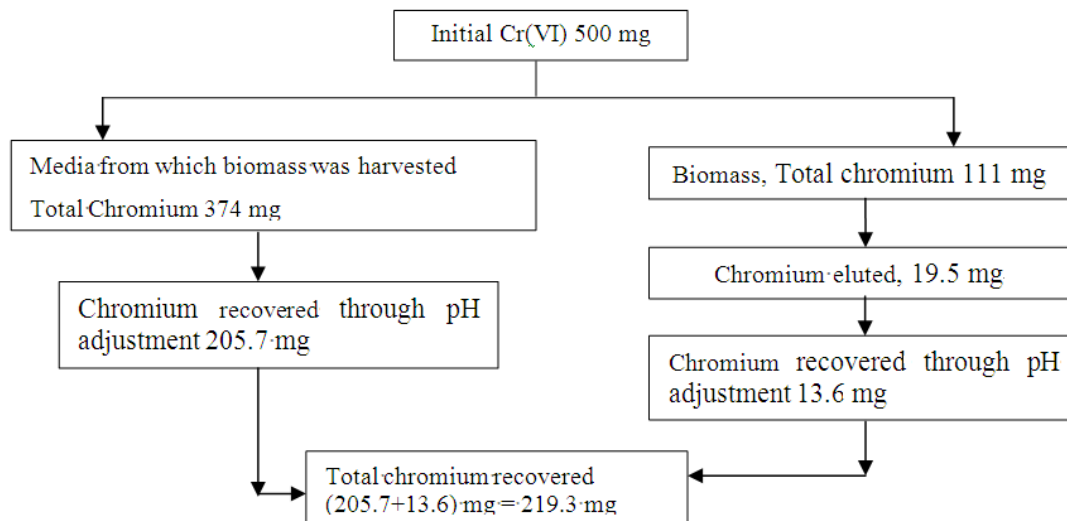 Initial Cr(VI) 500 mg
Media from which biomass was harvested
Total Chromium 374 mg
Biomass, Total chromium 111 mg
Chromium eluted, 19.5 mg
Chromium recovered through pH
adjustment 205.7 mg
Chromium recovered through pH
adjustment 13.6 mg
Total chromium recovered
(205.7+13.6) mg = 219.3 mg